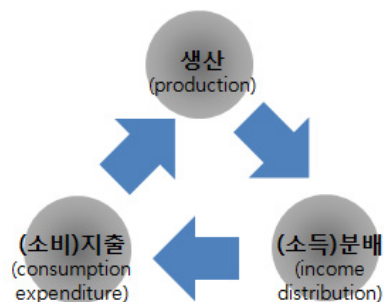 생산
(production)
(소비)지출
(consumption
expenditure)
(소득)분배
(income
distribution)